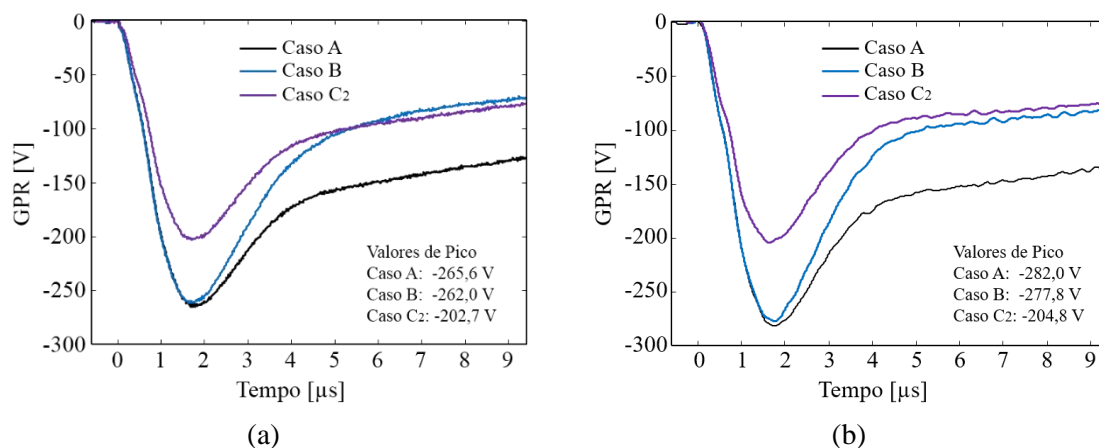 0
-50
-100
-150
-200
-250
-300
GPR [V]
Caso A
Caso B
Caso C2
Valores de Pico
Caso A: -265,6 V
Caso B: -262,0 V
Caso C2: -202,7 V
0 1 2 3 4 5 6 7 8 9
Tempo [µs]
(a)
0
-50
-100
-150
-200
-250
-300
GPR [V]
Caso A
Caso B
Caso C2
Valores de Pico
Caso A: -282,0 V
Caso B: -277,8 V
Caso C2: -204,8 V
0 1 2 3 4 5 6 7 8 9
Tempo [µs]
(b)